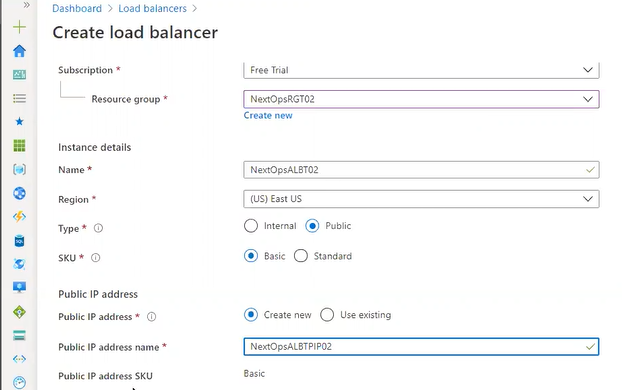 »
Dashboard > Load balancers >
Create load balancer
Subscription *
Free Trial
Resource group *
NextOpsRGT02
Create new
Instance details
Name *
NextOpsALBT02
Region *
(US) East US
Type *
Internal
Public
SKU *
Basic
Standard
Public IP address
Public IP address *
Create new
Use existing
Public IP address name *
NextOpsALBTPIP02
Public IP address SKU
Basic